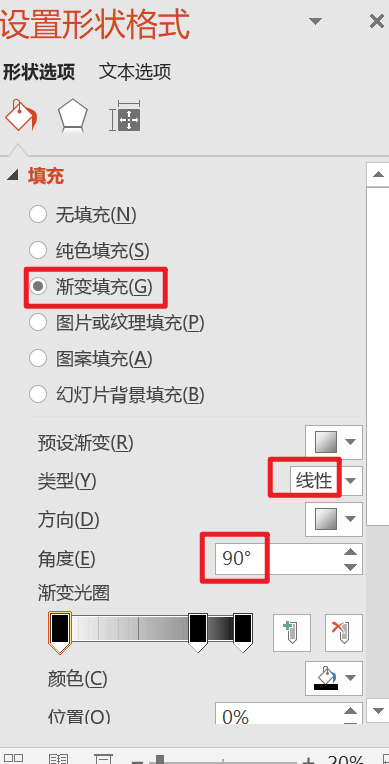 设置形状格式
形状选项 文本选项
填充
无填充(N)
纯色填充(S)
渐变填充(G)
图片或纹理填充(P)
图案填充(A)
幻灯片背景填充(B)
预设渐变(R)
类型(Y) 线性
方向(D)
角度(E) 90°
渐变光圈
颜色(C)
位置(O) 0%
20%